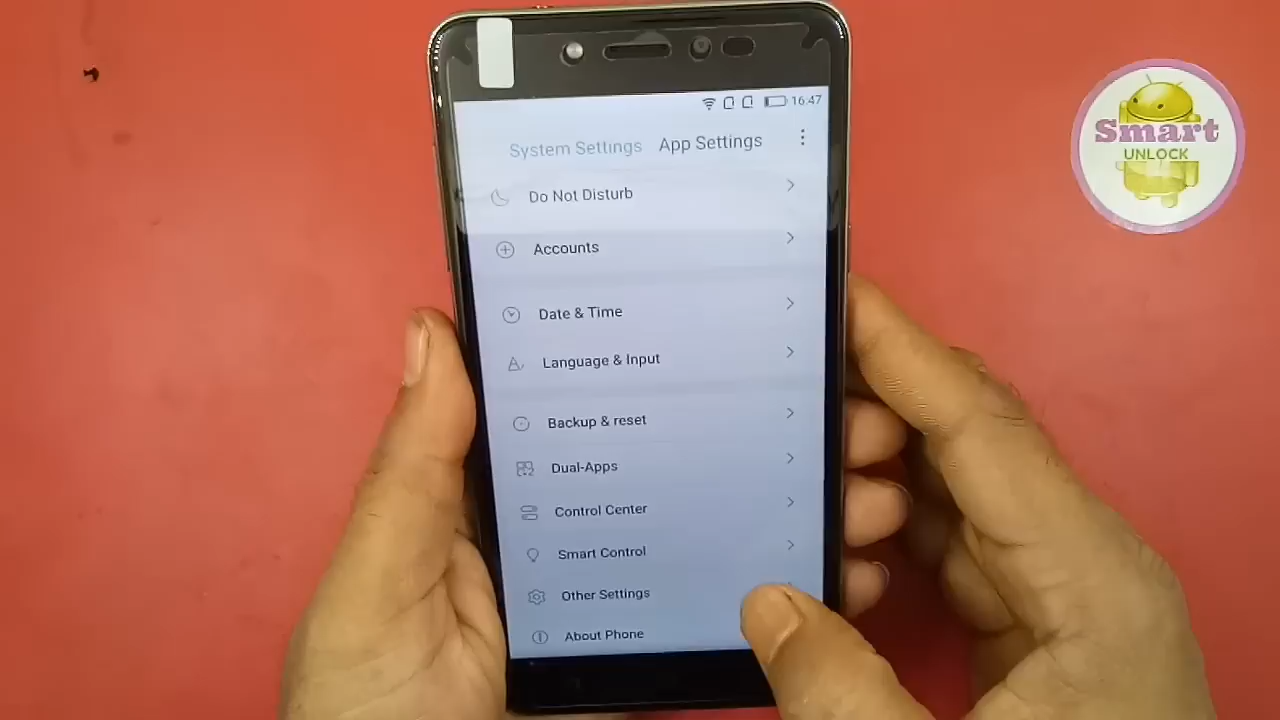 16:47
System Settings App Settings
Do Not Disturb
Accounts
Date & Time
Language & Input
Backup & reset
Dual-Apps
Control Center
Smart Control
Other Settings
About Phone
Smart
UNLOCK